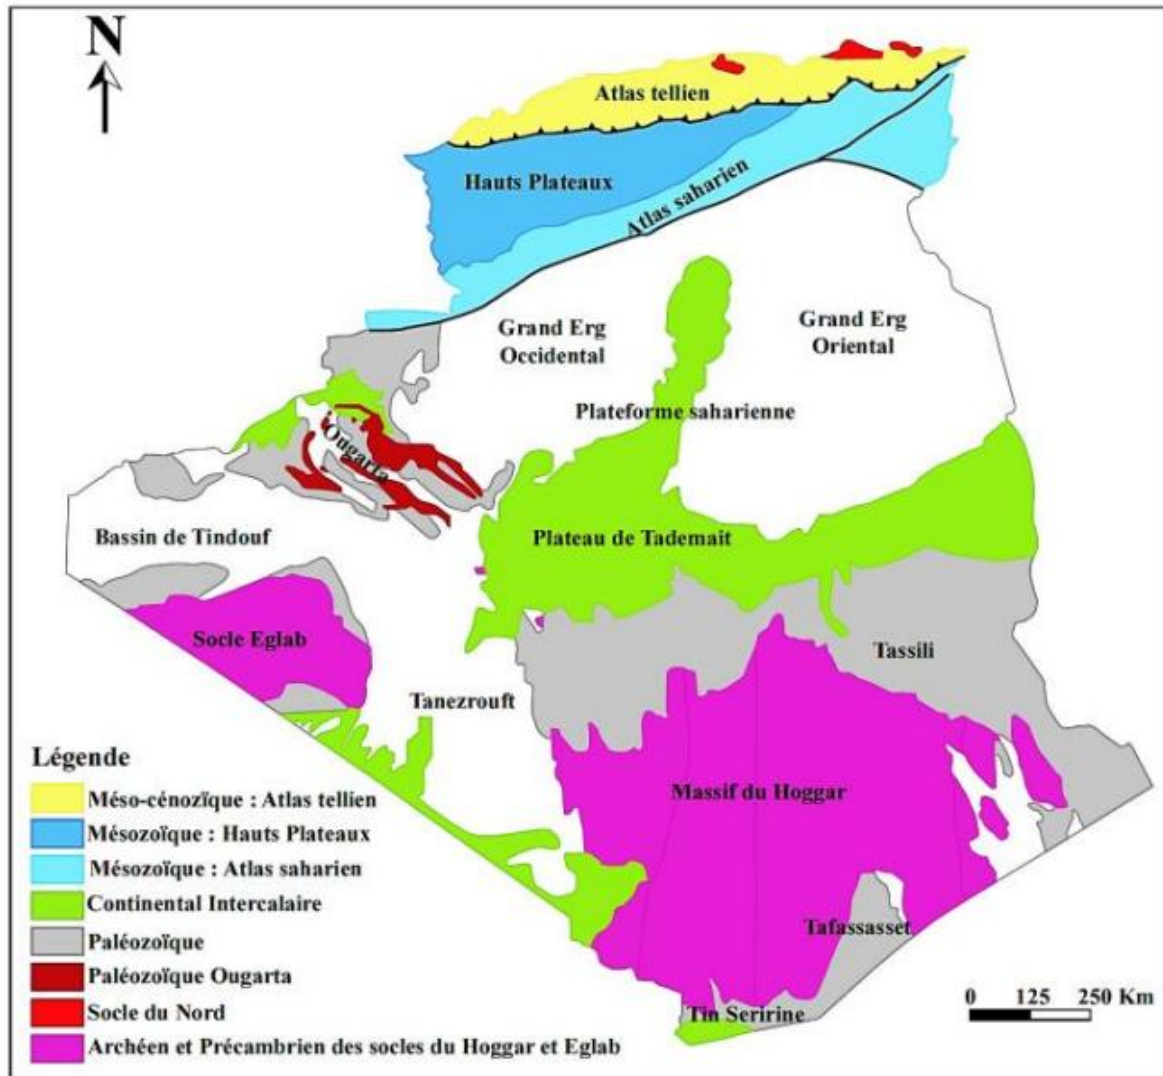 N
Atlas tellien
Hauts Plateaux
Atlas saharien
Grand Erg
Occidental
Grand Erg
Oriental
Plateforme saharienne
Ougarta
Bassin de Tindouf
Plateau de Tademait
Socle Eglab
Tassili
Tanezrouft
Massif du Hoggar
Tafassasset
Tin Seririne
Légende
Méso-cénozïque : Atlas tellien
Mésozoïque : Hauts Plateaux
Mésozoïque : Atlas saharien
Continental Intercalaire
Paléozoïque
Paléozoïque Ougarta
Socle du Nord
Archéen et Précambrien des socles du Hoggar et Eglab
0 125 250 Km